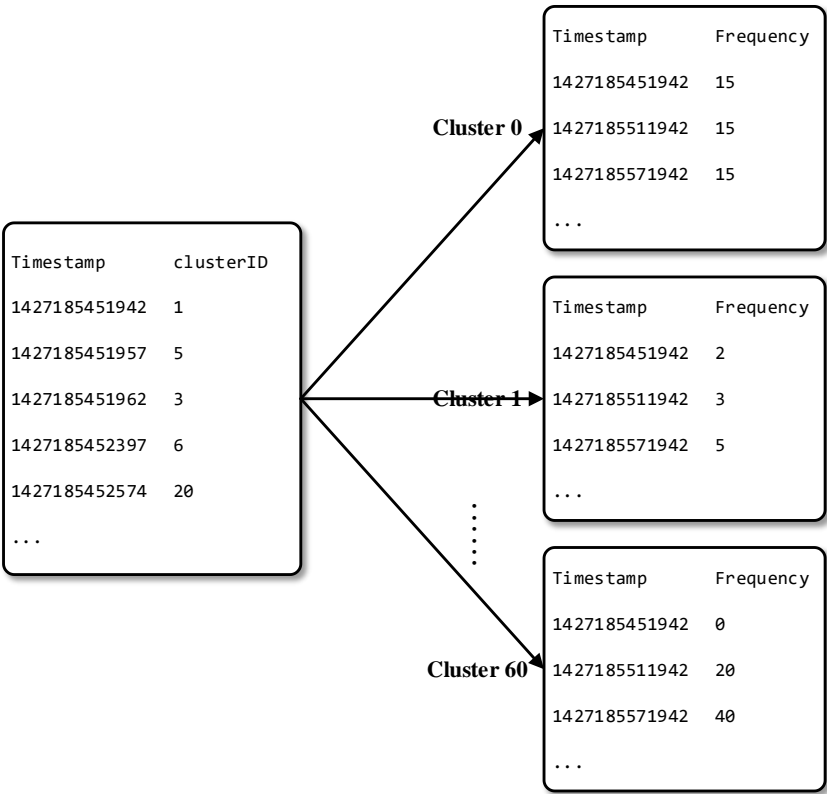 Timestamp clusterID
1427185451942 1
1427185451957 5
1427185451962 3
1427185452397 6
1427185452574 20
...
Cluster 0
Timestamp Frequency
1427185451942 15
1427185511942 15
1427185571942 15
...
Cluster 1
Timestamp Frequency
1427185451942 2
1427185511942 3
1427185571942 5
...
Cluster 60
Timestamp Frequency
1427185451942 0
1427185511942 20
1427185571942 40
...